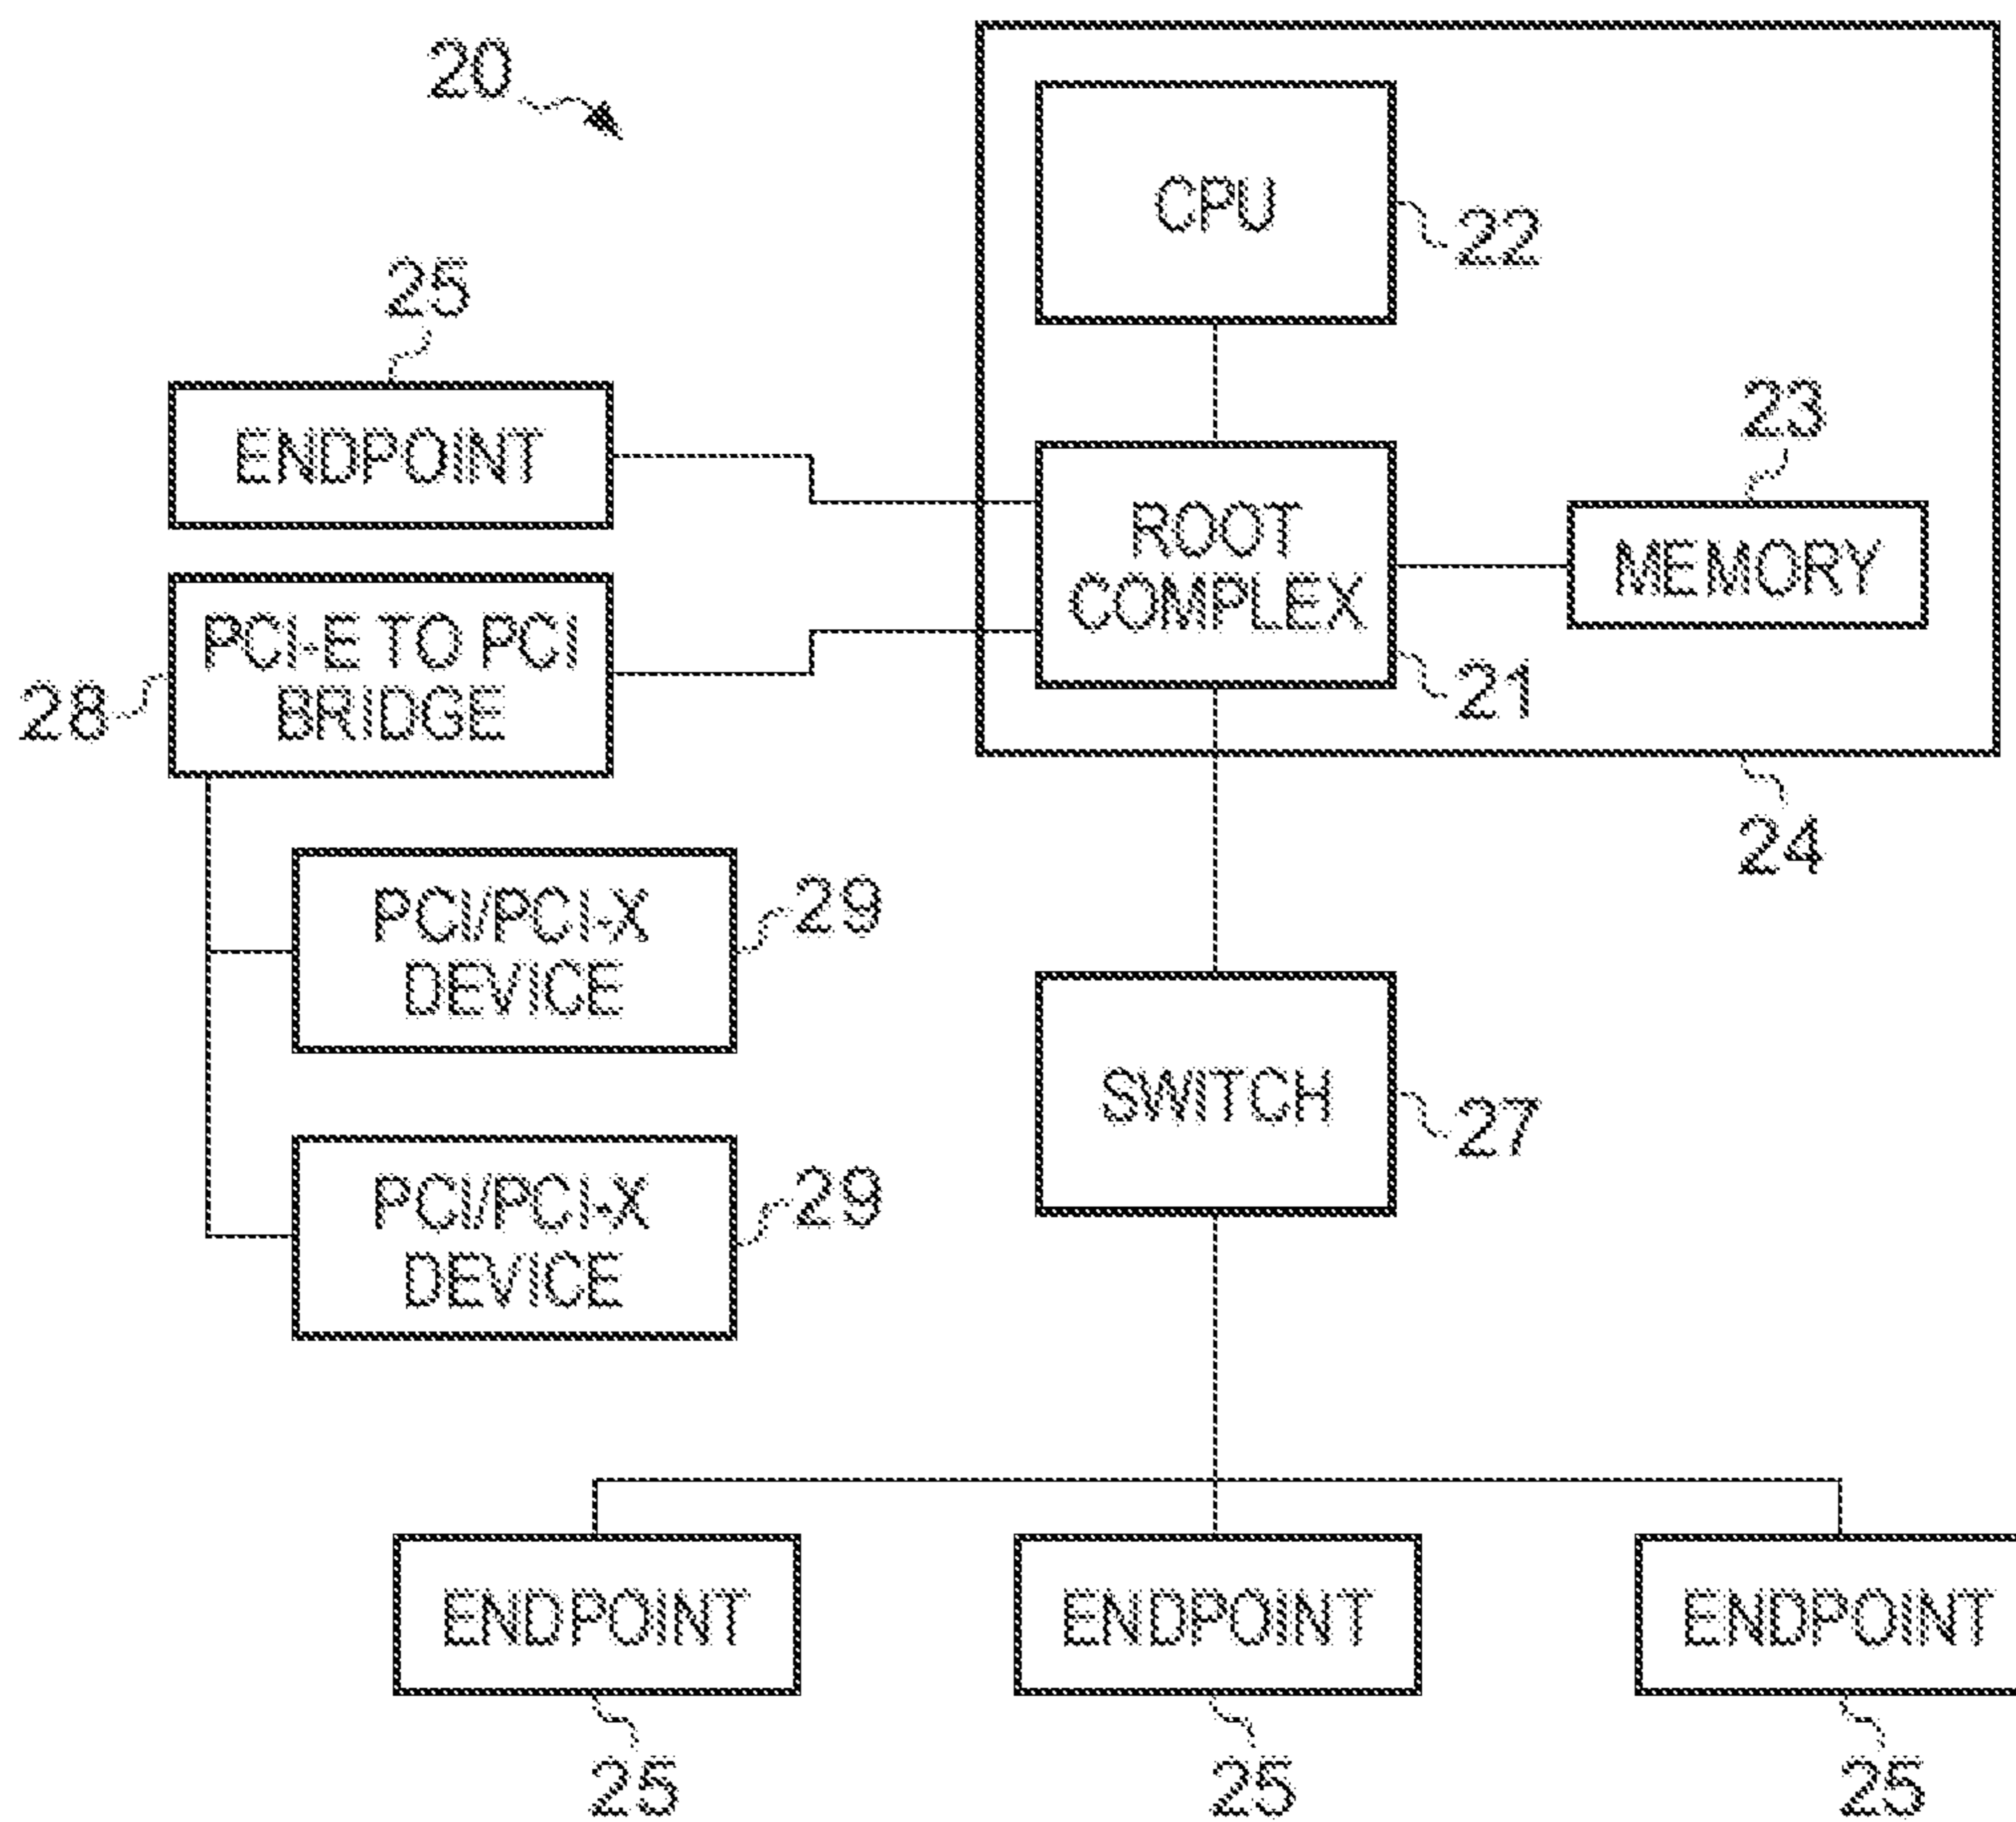 20
CPU
22
25
ENDPOINT
23
ROOT
COMPLEX
MEMORY
PCI-E TO PCI
BRIDGE
28
21
24
PCI/PCI-X
DEVICE
29
SWITCH
27
PCI/PCI-X
DEVICE
29
ENDPOINT
ENDPOINT
ENDPOINT
25
25
25